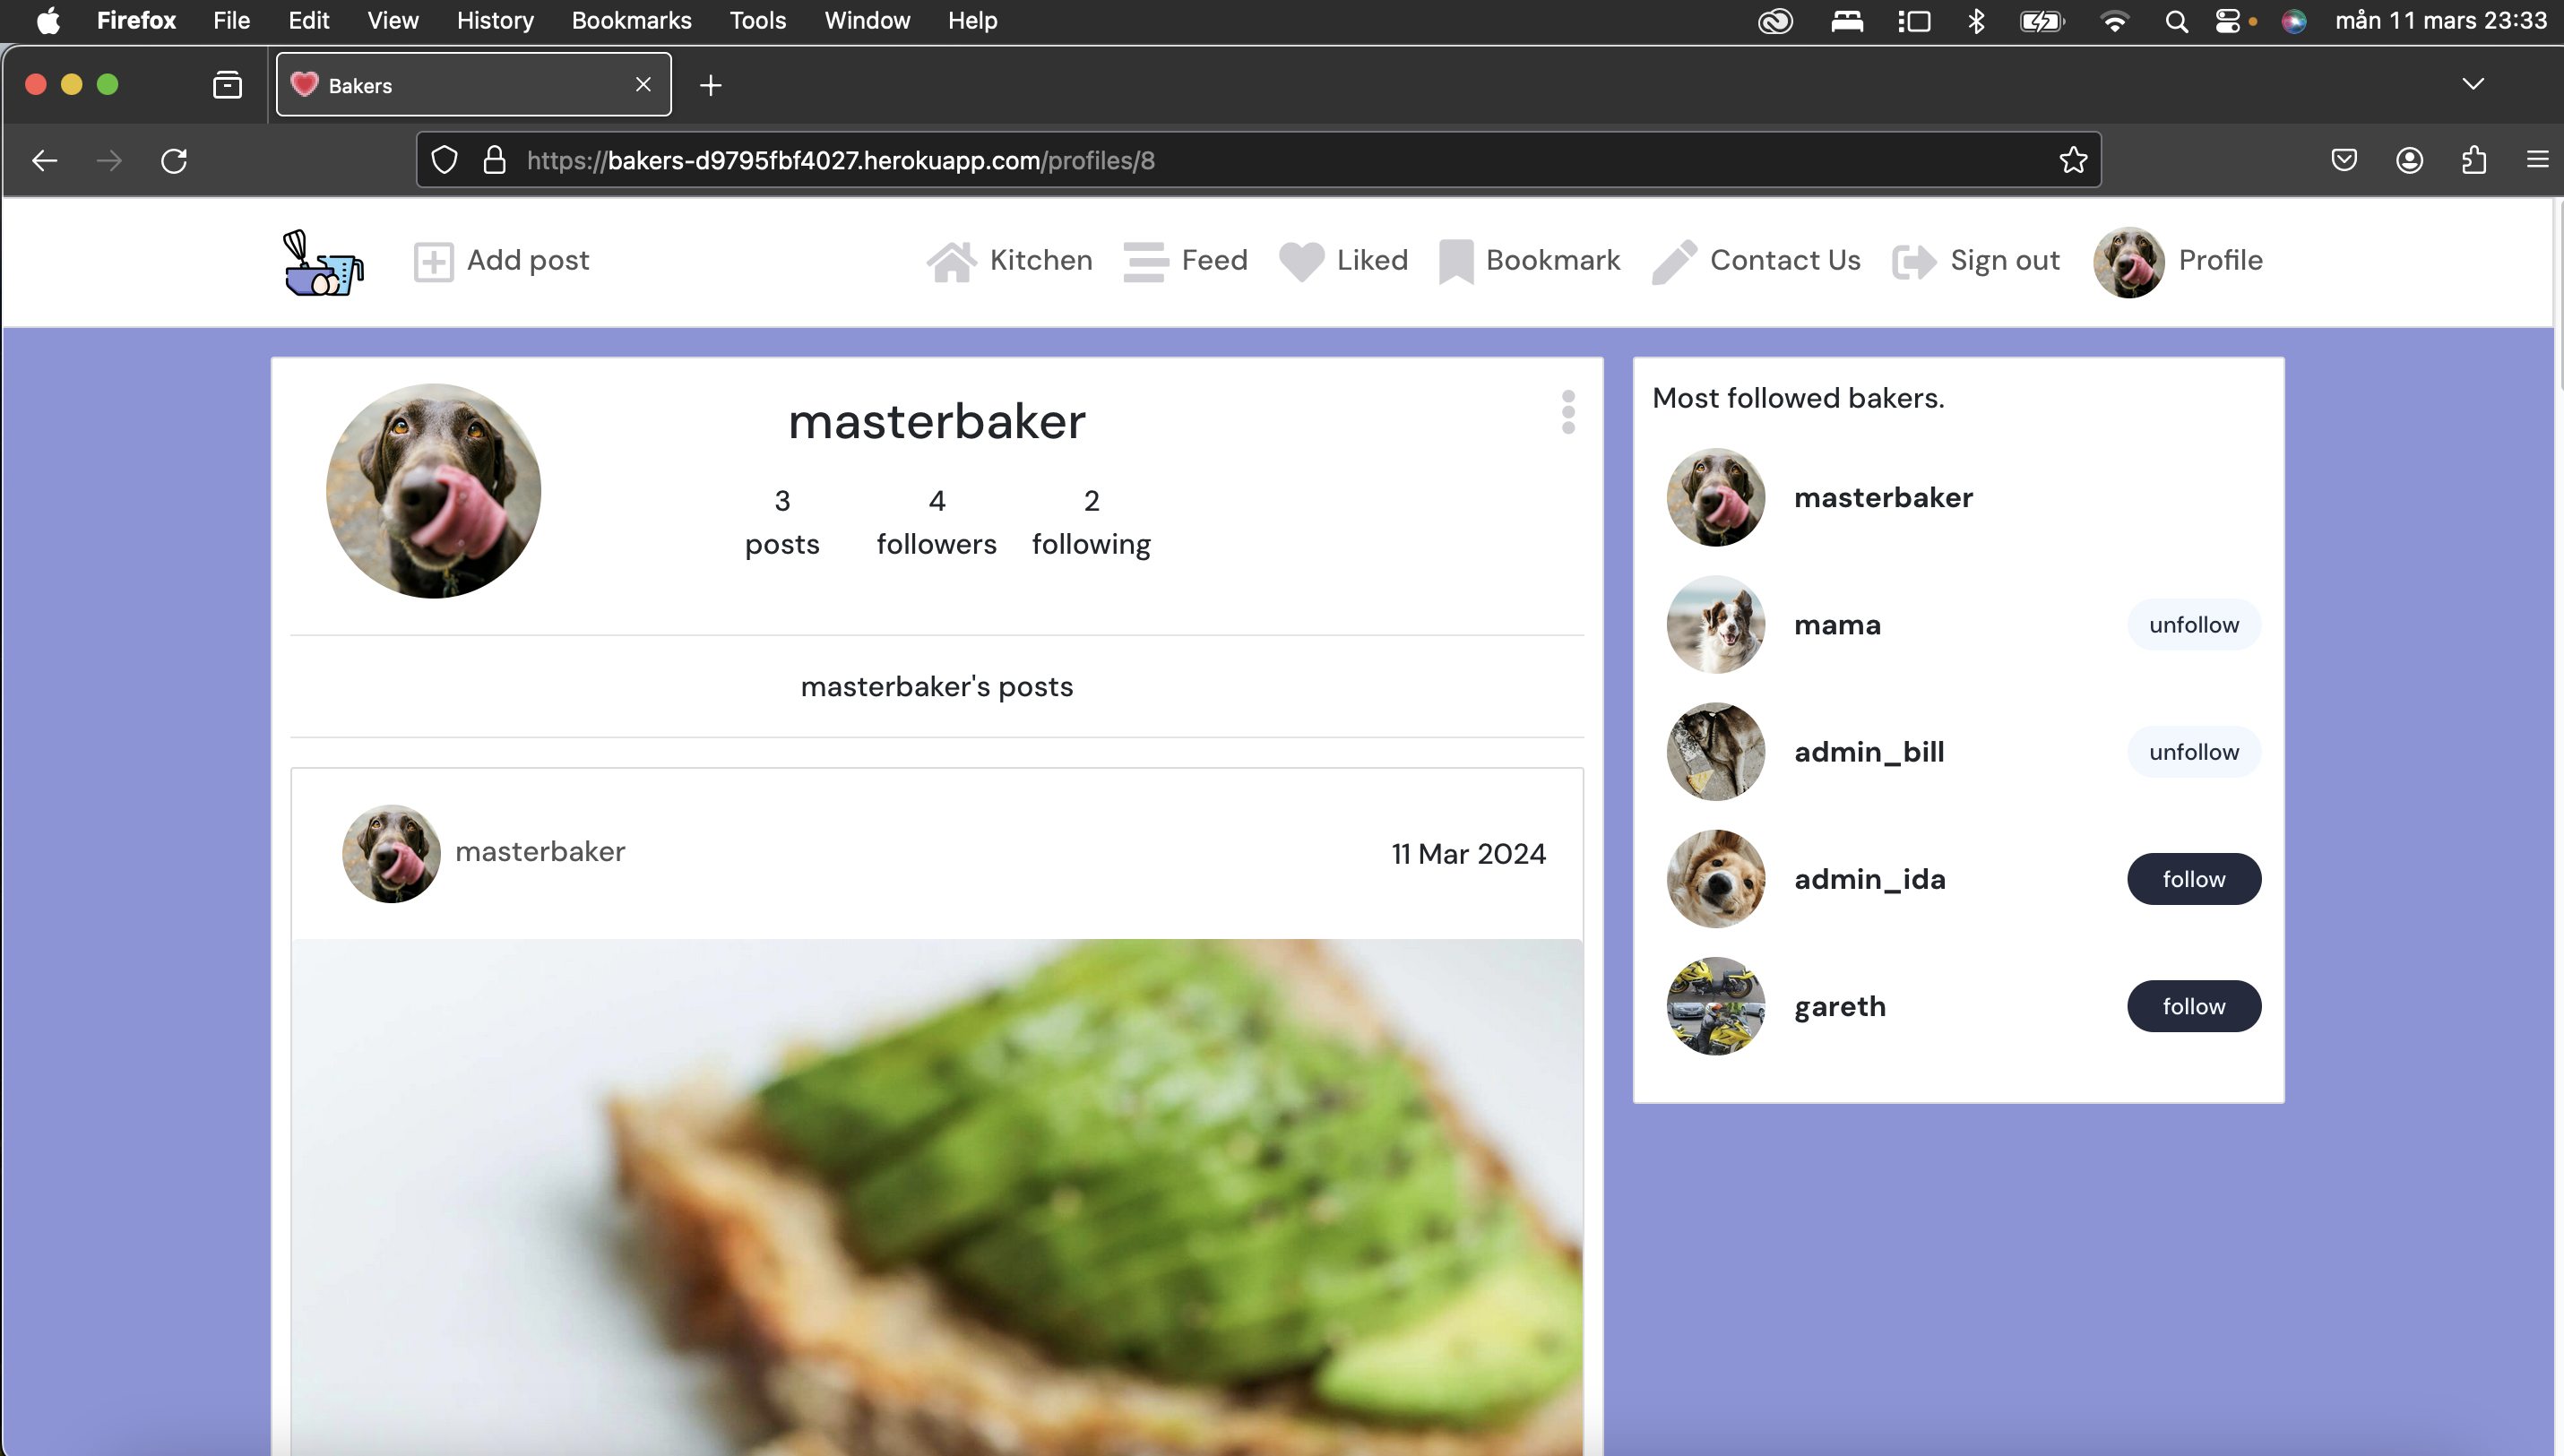 Firefox File Edit View History Bookmarks Tools Window Help mån 11 mars 23:33
Bakers
https://bakers-d9795fbf4027.herokuapp.com/profiles/8
Add post Kitchen Feed Liked Bookmark Contact Us Sign out Profile
masterbaker
3 4 2
posts followers following
masterbaker's posts
masterbaker 11 Mar 2024
Most followed bakers.
masterbaker
mama unfollow
admin_bill unfollow
admin_ida follow
gareth follow